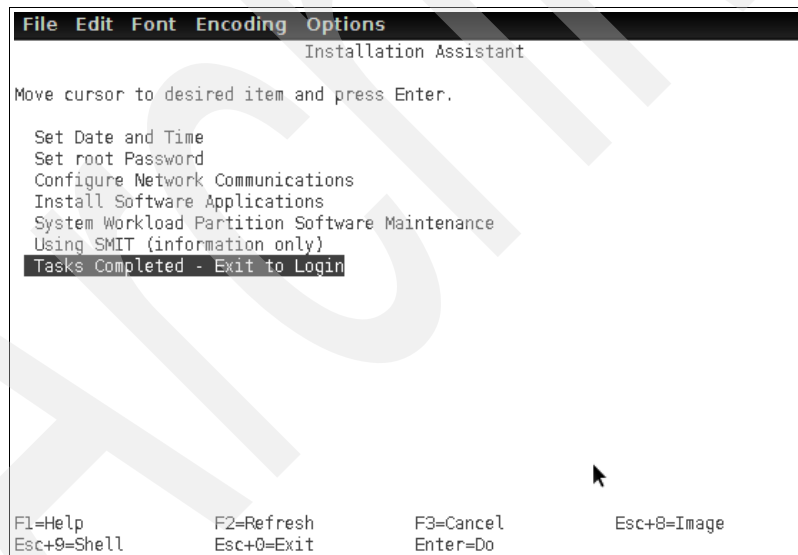 File Edit Font Encoding Options
Installation Assistant
Move cursor to desired item and press Enter.
Set Date and Time
Set root Password
Configure Network Communications
Install Software Applications
System Workload Partition Software Maintenance
Using SMIT (information only)
Tasks Completed - Exit to Login
F1=Help F2=Refresh F3=Cancel Esc+8=Image
Esc+9=Shell Esc+0=Exit Enter=Do